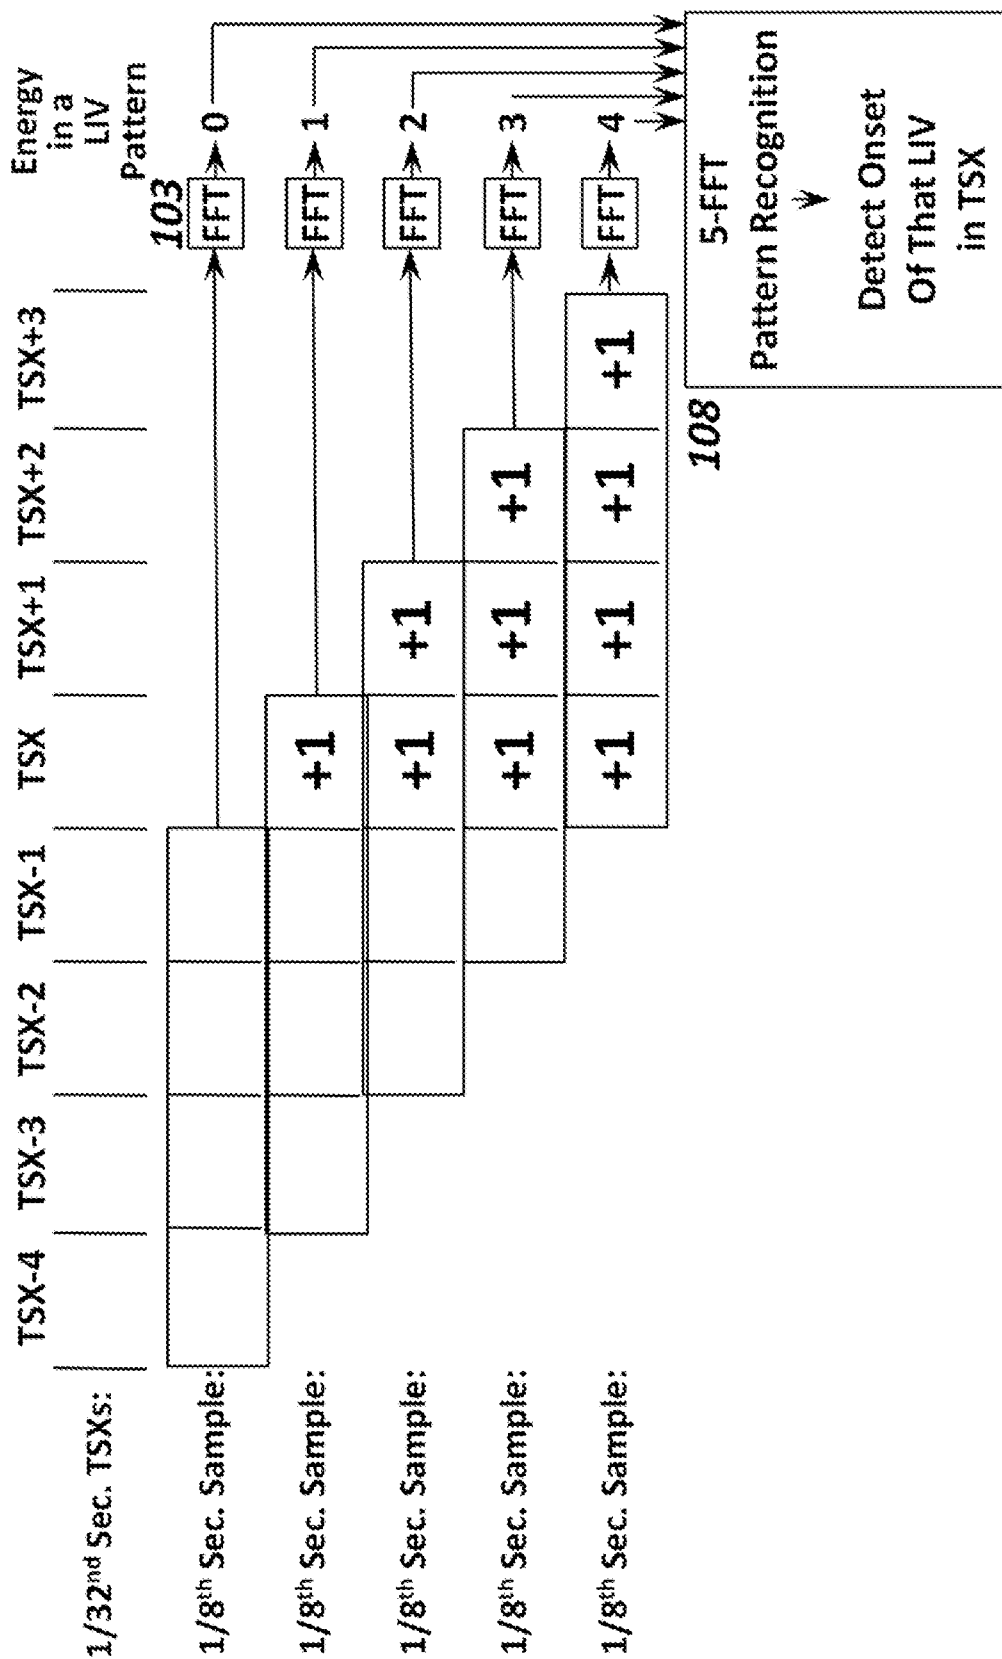 1/32nd Sec. TSXs: TSX-4 TSX-3 TSX-2 TSX-1 TSX TSX+1 TSX+2 TSX+3
Energy
in a
LIV
Pattern
103
1/8th Sec. Sample: FFT 0
1/8th Sec. Sample: +1 FFT 1
1/8th Sec. Sample: +1 +1 FFT 2
1/8th Sec. Sample: +1 +1 +1 FFT 3
1/8th Sec. Sample: +1 +1 +1 +1 FFT 4
108
5-FFT
Pattern Recognition
Detect Onset
Of That LIV
in TSX